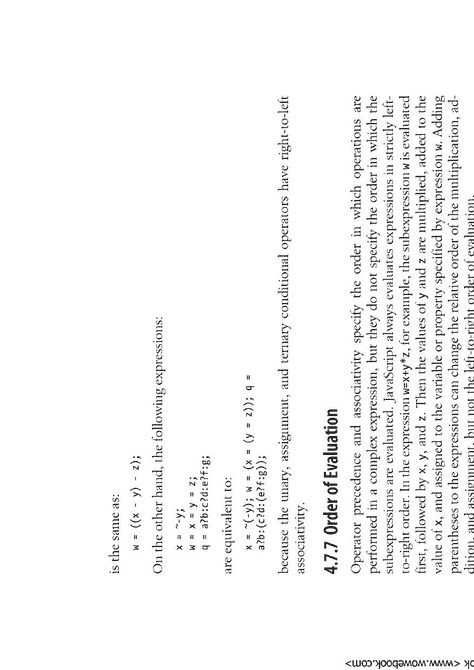 is the same as:
w = ((x - y) - z);
On the other hand, the following expressions:
x = ~-y;
w = x = y = z;
q = a?b:c?d:e?f:g;
are equivalent to:
x = ~(-y); w = (x = (y = z)); q =
a?b:(c?d:(e?f:g));
because the unary, assignment, and ternary conditional operators have right-to-left
associativity.
4.7.7 Order of Evaluation
Operator precedence and associativity specify the order in which operations are
performed in a complex expression, but they do not specify the order in which the
subexpressions are evaluated. JavaScript always evaluates expressions in strictly left-
to-right order. In the expression w=x+y*z, for example, the subexpression w is evaluated
first, followed by x, y, and z. Then the values of y and z are multiplied, added to the
value of x, and assigned to the variable or property specified by expression w. Adding
parentheses to the expressions can change the relative order of the multiplication, ad-
dition, and assignment, but not the left-to-right order of evaluation.
ok <www.wowebook.com>